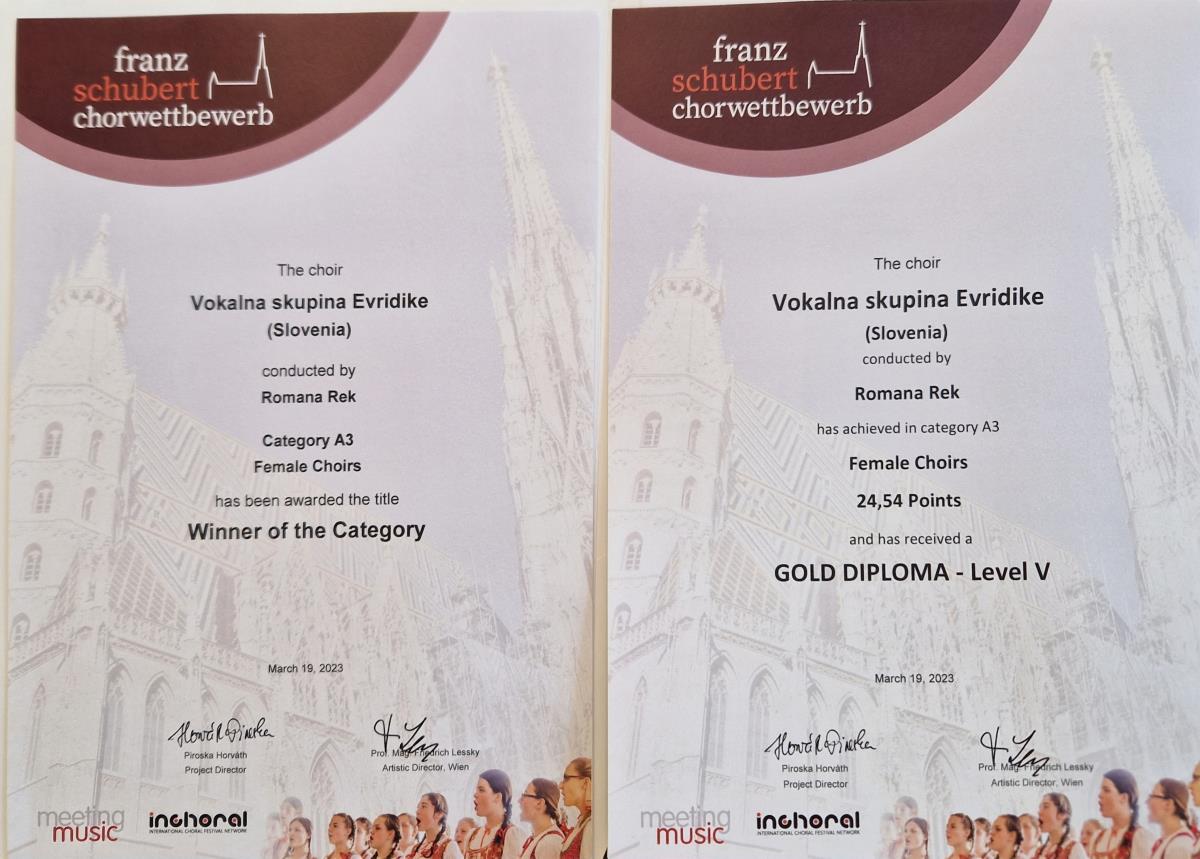 franz
schubert
chorwettbewerb
The choir
Vokalna skupina Evridike
(Slovenia)
conducted by
Romana Rek
Category A3
Female Choirs
has been awarded the title
Winner of the Category
March 19, 2023
Piroska Horváth
Project Director
Prof. Mag. Friedrich Lessky
Artistic Director, Wien
meeting
music
inchoral
INTERNATIONAL CHORAL FESTIVAL NETWORK
franz
schubert
chorwettbewerb
The choir
Vokalna skupina Evridike
(Slovenia)
conducted by
Romana Rek
has achieved in category A3
Female Choirs
24,54 Points
and has received a
GOLD DIPLOMA - Level V
March 19, 2023
Piroska Horváth
Project Director
Prof. Mag. Friedrich Lessky
Artistic Director, Wien
meeting
music
inchoral
INTERNATIONAL CHORAL FESTIVAL NETWORK